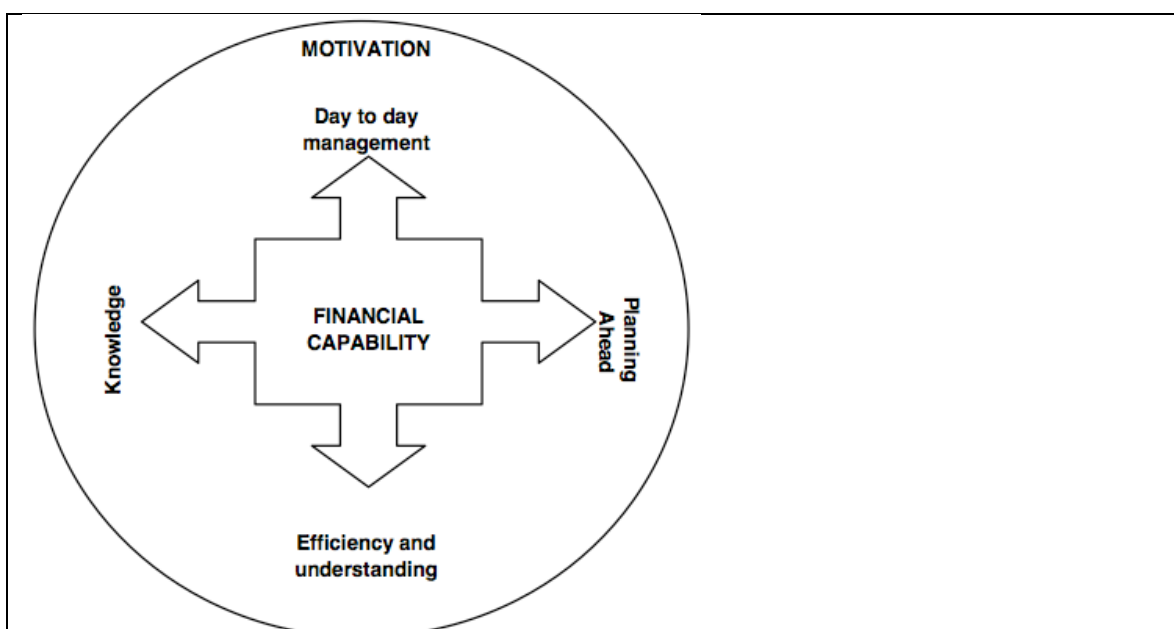 MOTIVATION
Day to day
management
Knowledge
FINANCIAL
CAPABILITY
Planning
Ahead
Efficiency and
understanding